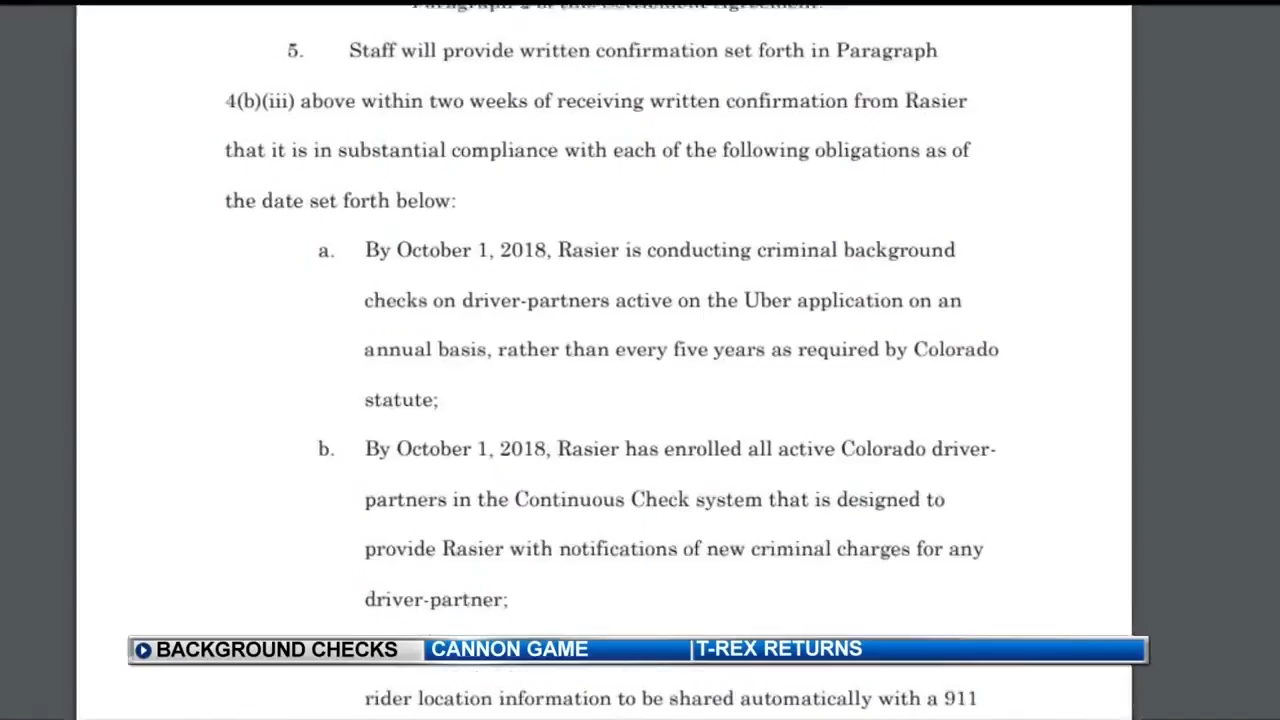 Paragraph 2 in this Settlement Agreement.
5. Staff will provide written confirmation set forth in Paragraph
4(b)(iii) above within two weeks of receiving written confirmation from Rasier
that it is in substantial compliance with each of the following obligations as of
the date set forth below:
a. By October 1, 2018, Rasier is conducting criminal background
checks on driver-partners active on the Uber application on an
annual basis, rather than every five years as required by Colorado
statute;
b. By October 1, 2018, Rasier has enrolled all active Colorado driver-
partners in the Continuous Check system that is designed to
provide Rasier with notifications of new criminal charges for any
driver-partner;
BACKGROUND CHECKS CANNON GAME |T-REX RETURNS
rider location information to be shared automatically with a 911